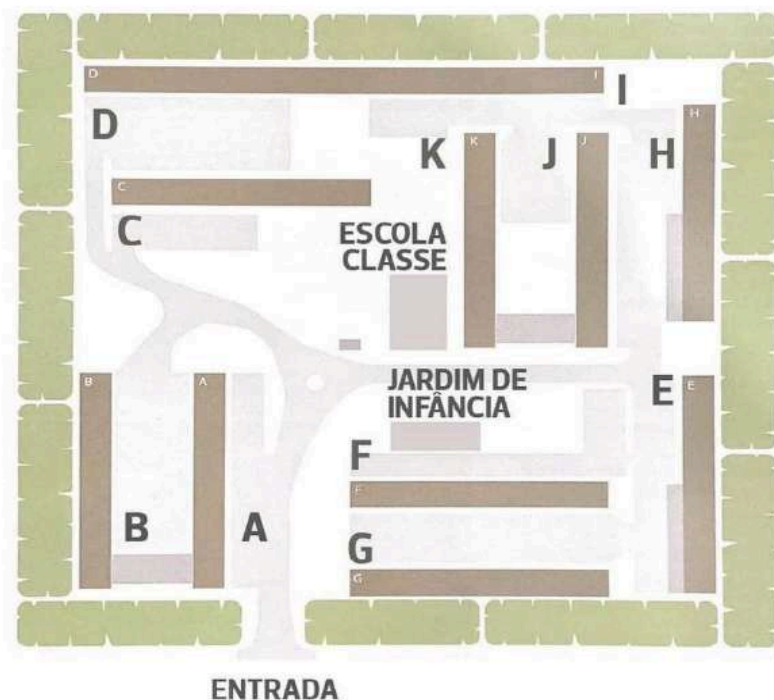 D
I
I
H
D
K
K
J
J
H
C
C
ESCOLA
CLASSE
B
A
JARDIM DE
INFÂNCIA
E
E
F
F
B
A
G
G
ENTRADA